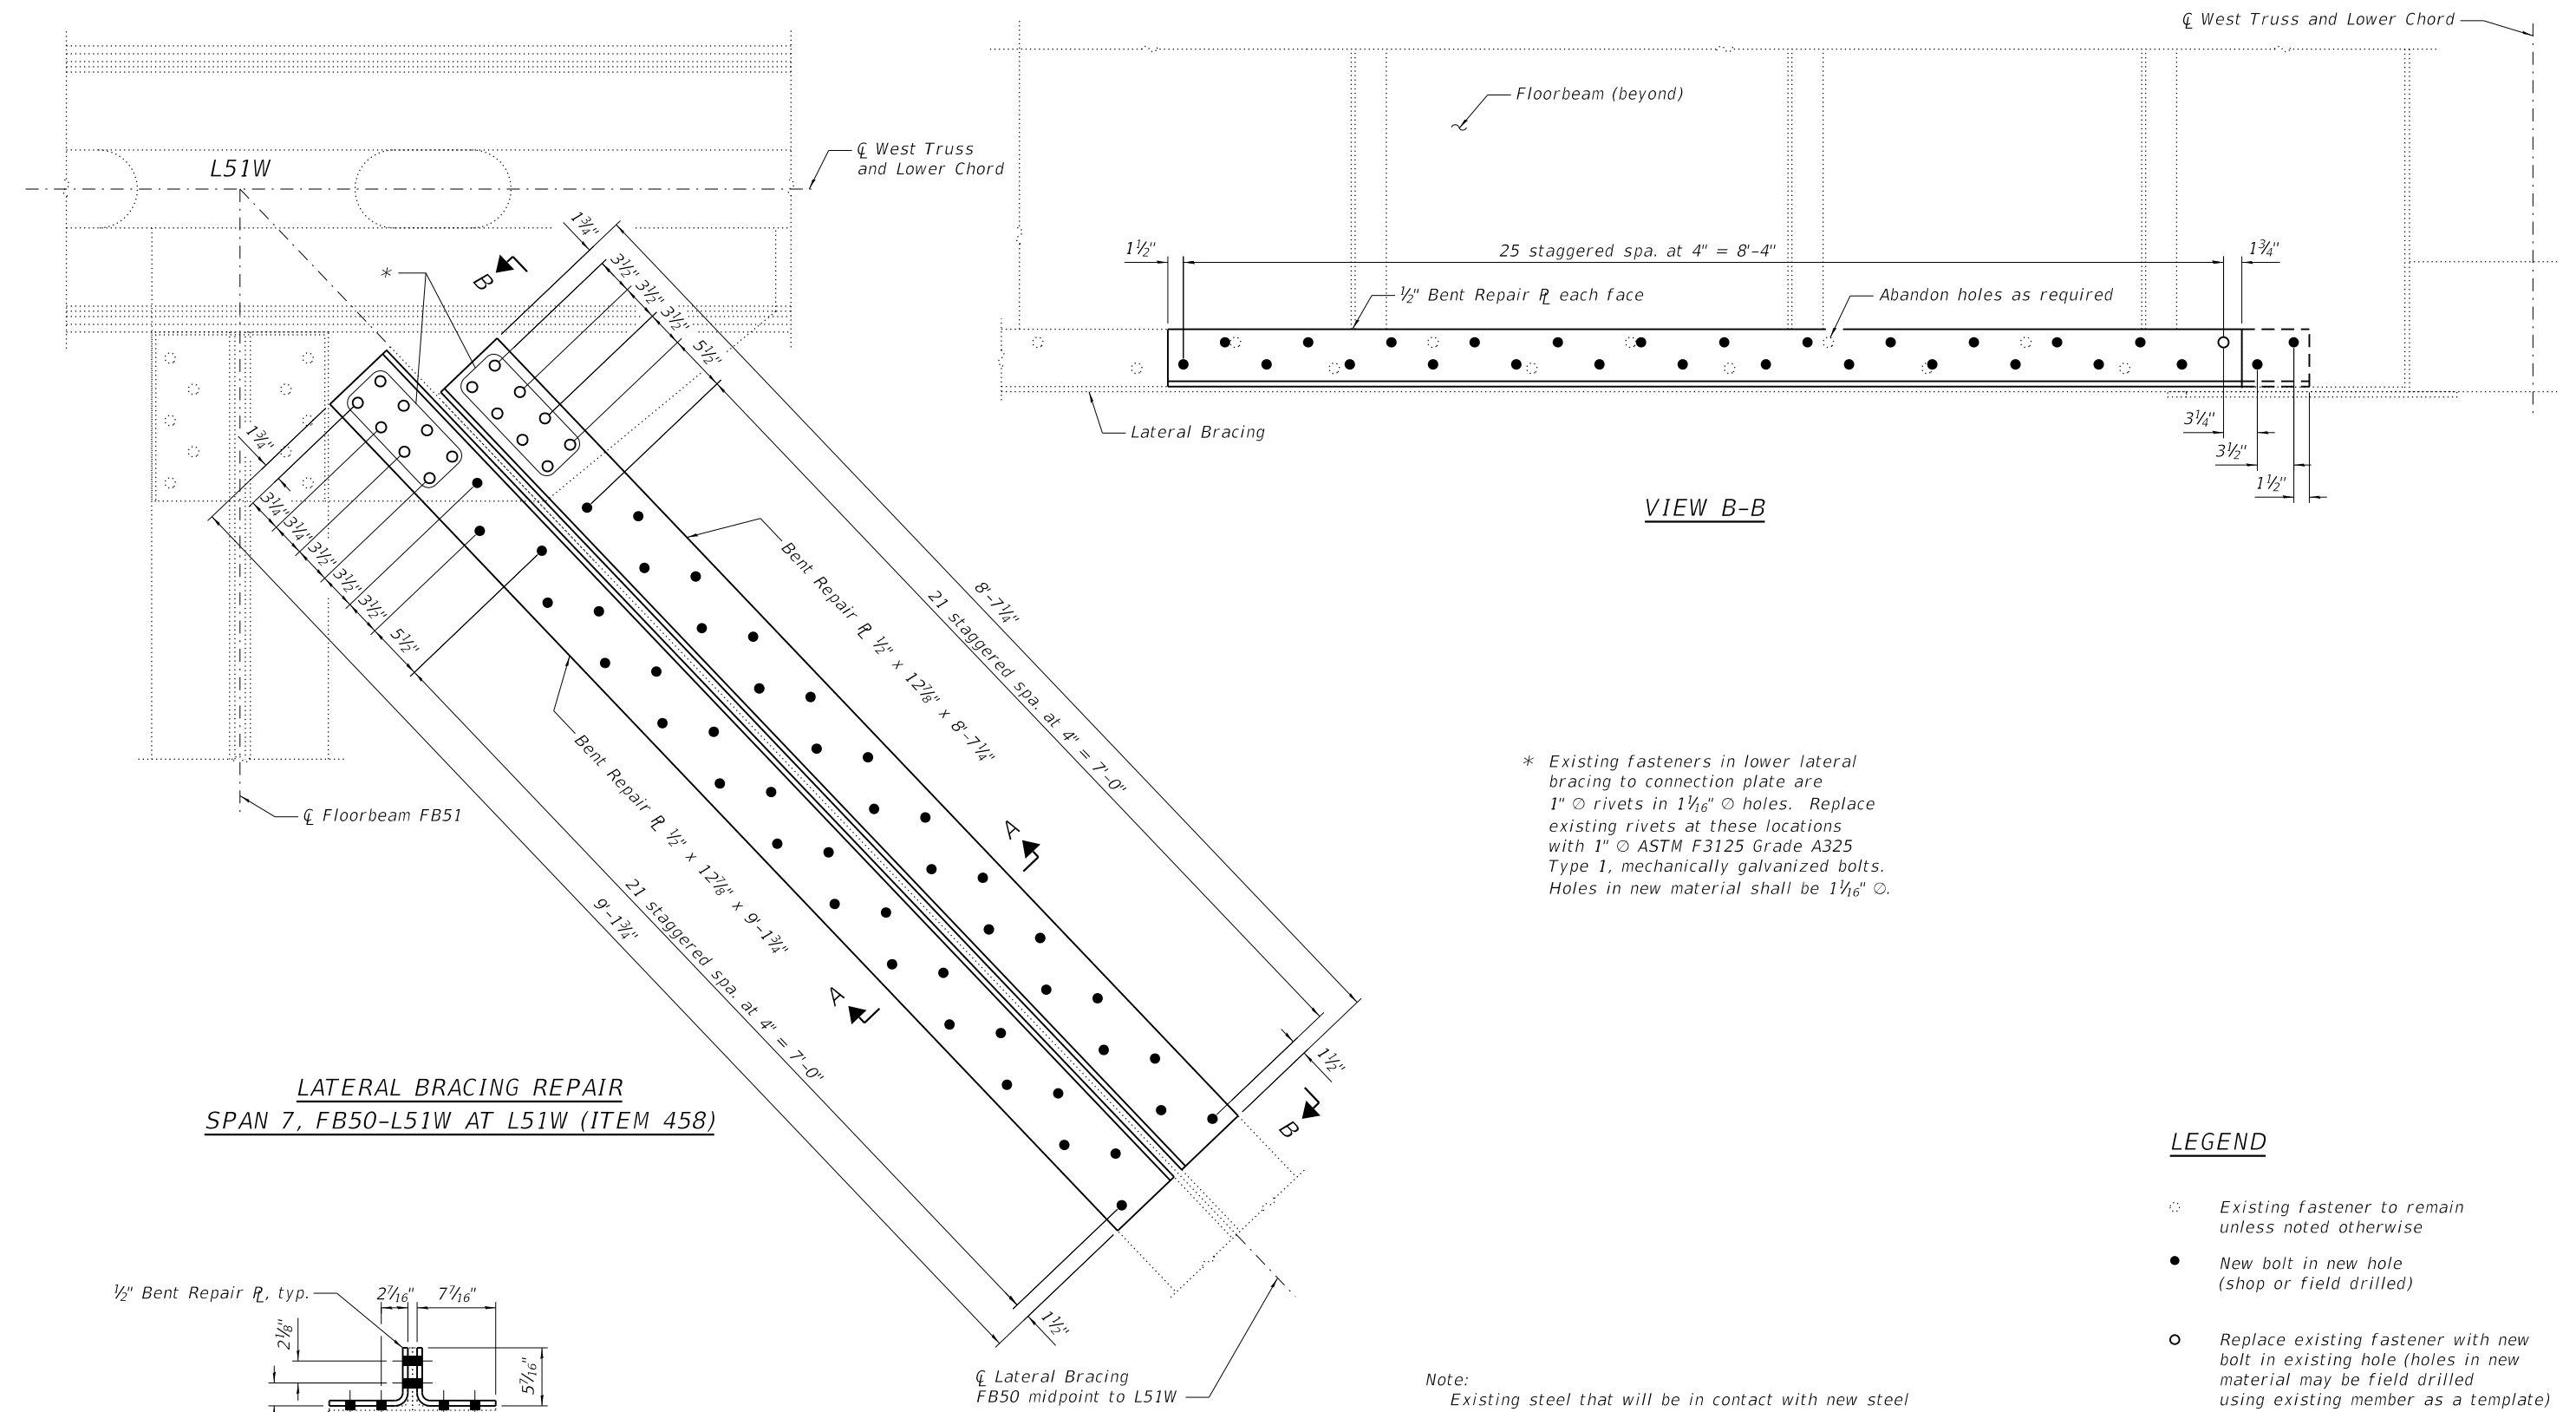 ℄ West Truss and Lower Chord
Floorbeam (beyond)
L51W
℄ West Truss
and Lower Chord
*
B
1¾"
3½"
3½"
3½"
5½"
1½"
25 staggered spa. at 4" = 8'-4"
1¾"
½" Bent Repair ℄ each face
Abandon holes as required
Lateral Bracing
3¼"
3½"
1½"
VIEW B-B
1¾"
3¼"
3¼"
3½"
3½"
3½"
5½"
Bent Repair ℄ ½" x 12⅞" x 8'-7¼"
21 staggered spa. at 4" = 7'-0"
8'-7¼"
Bent Repair ℄ ½" x 12⅞" x 9'-1¾"
21 staggered spa. at 4" = 7'-0"
9'-1¾"
℄ Floorbeam FB51
A
A
1½"
B
1½"
* Existing fasteners in lower lateral
bracing to connection plate are
1" ∅ rivets in 1 1/16" ∅ holes. Replace
existing rivets at these locations
with 1" ∅ ASTM F3125 Grade A325
Type 1, mechanically galvanized bolts.
Holes in new material shall be 1 1/16" ∅.
LATERAL BRACING REPAIR
SPAN 7, FB50-L51W AT L51W (ITEM 458)
½" Bent Repair ℄, typ.
2 7/16"
7 7/16"
2⅛"
5 7/16"
℄ Lateral Bracing
FB50 midpoint to L51W
Note:
Existing steel that will be in contact with new steel
LEGEND
Existing fastener to remain
unless noted otherwise
New bolt in new hole
(shop or field drilled)
Replace existing fastener with new
bolt in existing hole (holes in new
material may be field drilled
using existing member as a template)